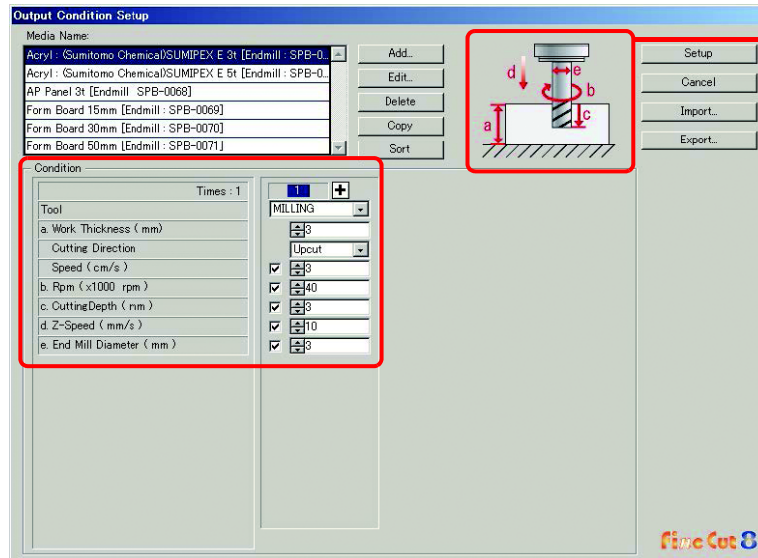 Output Condition Setup
Media Name:
Acryl : (Sumitomo Chemical)SUMIPEX E 3t [Endmill : SPB-0...
Acryl : (Sumitomo Chemical)SUMIPEX E 5t [Endmill : SPB-0...
AP Panel 3t [Endmill SPB-0068]
Form Board 15mm [Endmill : SPB-0069]
Form Board 30mm [Endmill : SPB-0070]
Form Board 50mm [Endmill : SPB-0071]
Add...
Edit...
Delete
Copy
Sort
d
e
b
a
c
Setup
Cancel
Import...
Export...
Condition
Times : 1
1 +
Tool
MILLING
a. Work Thickness ( mm)
3
Cutting Direction
Upcut
Speed ( cm/s )
3
b. Rpm ( x1000 rpm )
40
c. CuttingDepth ( mm )
3
d. Z-Speed ( mm/s )
10
e. End Mill Diameter ( mm )
3
Fine Cut 8